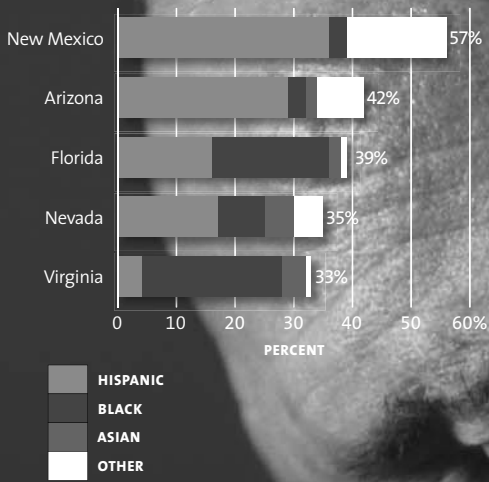 New Mexico 57%
Arizona 42%
Florida 39%
Nevada 35%
Virginia 33%
0 10 20 30 40 50 60%
PERCENT
HISPANIC
BLACK
ASIAN
OTHER